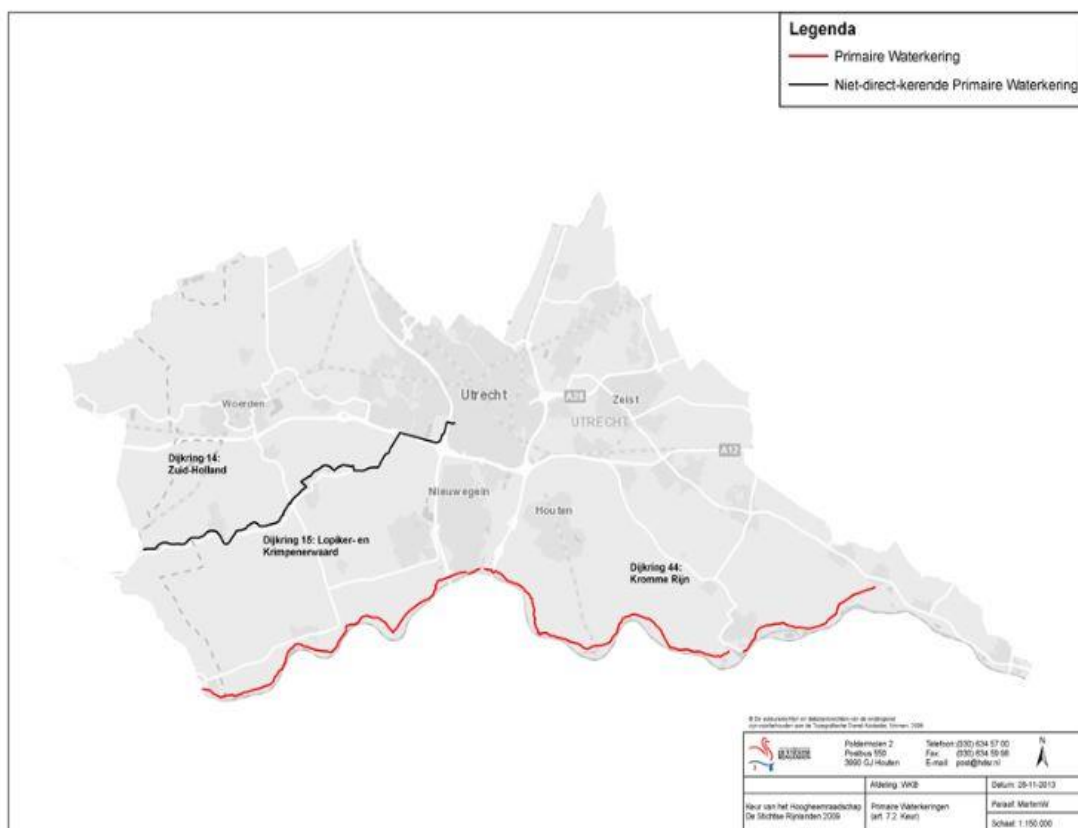 Legenda
Primaire Waterkering
Niet-direct-kerende Primaire Waterkering
Utrecht
A28
Zeist
UTRECHT
Woerden
A12
Dijkring 14:
Zuid-Holland
Nieuwegein
Houten
Dijkring 15: Lopiker- en
Krimpenerwaard
Dijkring 44:
Kromme Rijn
Poldermolen 2
Postbus 550
3990 GJ Houten
Telefoon: (030) 634 57 00
Fax: (030) 634 59 98
E-mail: post@hdsr.nl
N
Afdeling: WKB
Datum: 28-11-2013
Keur van het Hoogheemraadschap
De Stichtse Rijnlanden 2009
Primaire Waterkeringen
(art. 7.2. Keur)
Paraaf: MartenW
Schaal: 1:150.000